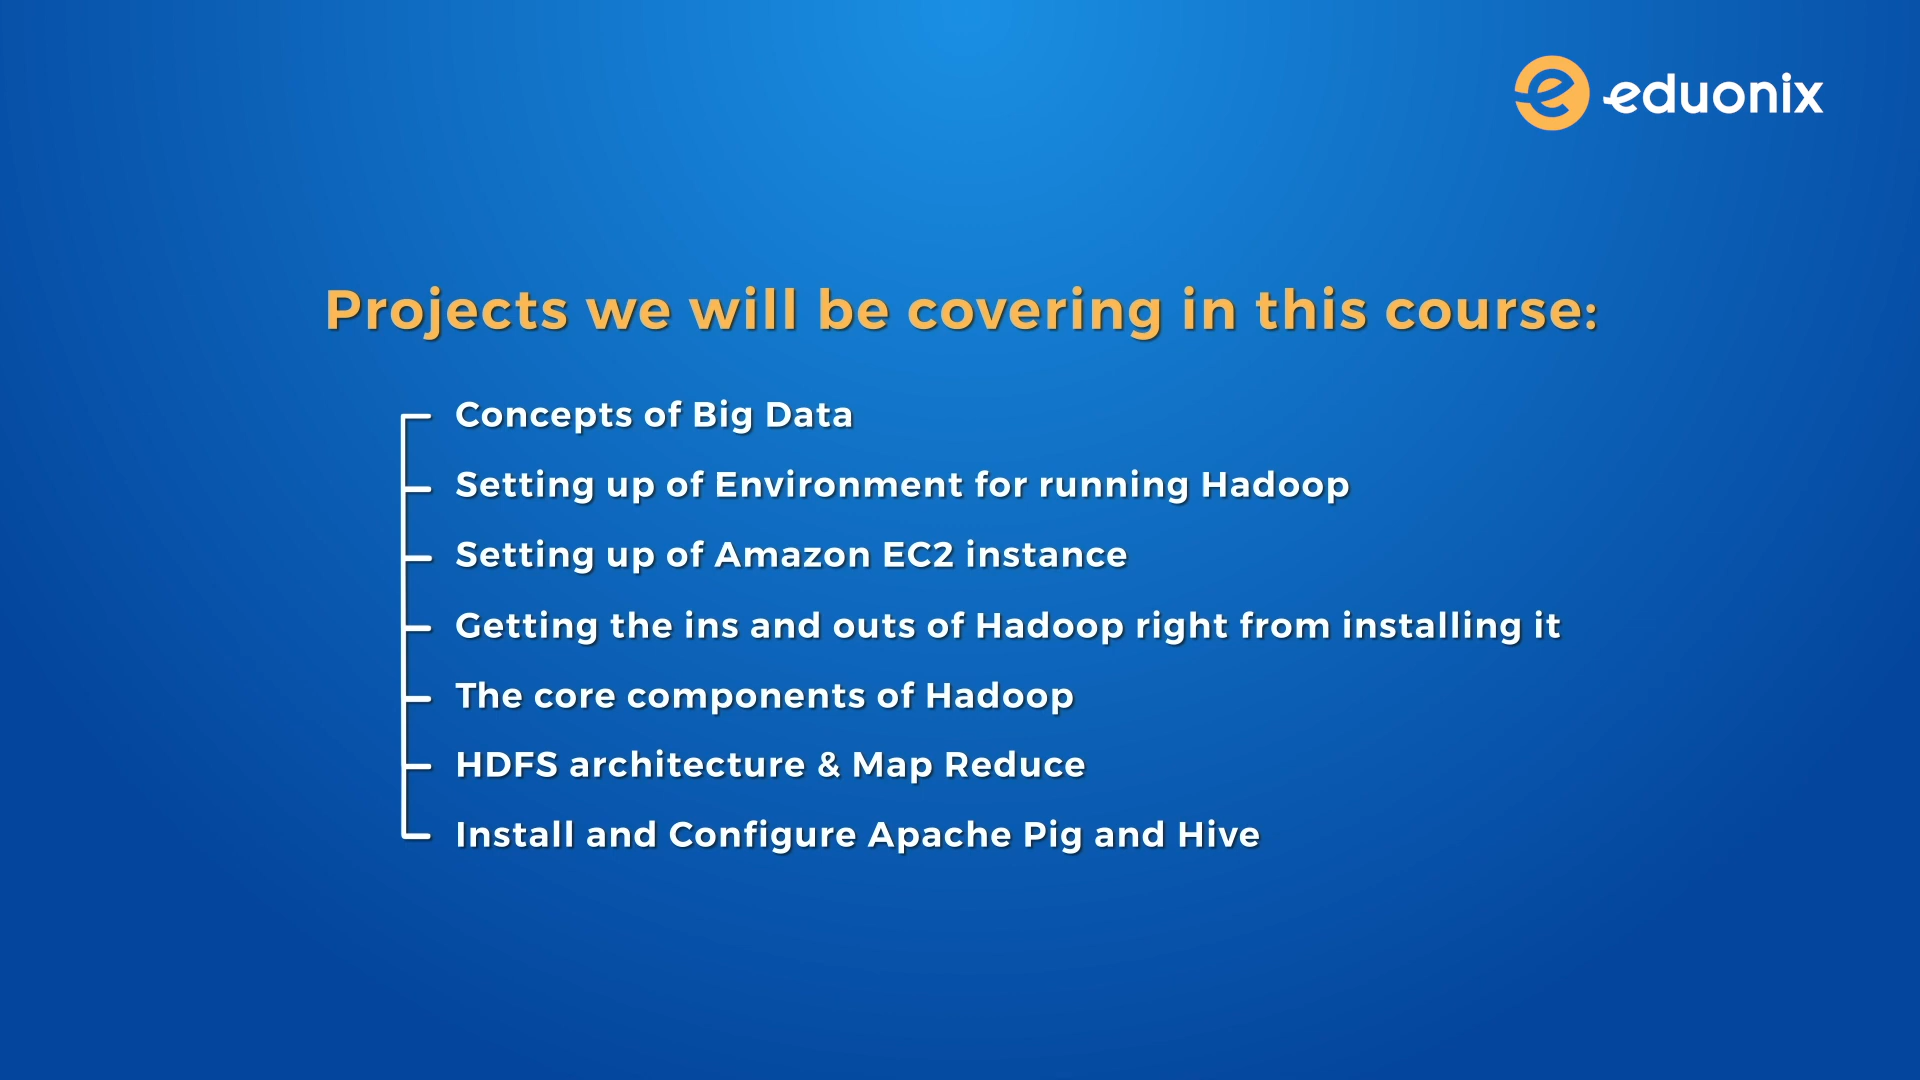 eduonix
Projects we will be covering in this course:
Concepts of Big Data
Setting up of Environment for running Hadoop
Setting up of Amazon EC2 instance
Getting the ins and outs of Hadoop right from installing it
The core components of Hadoop
HDFS architecture & Map Reduce
Install and Configure Apache Pig and Hive